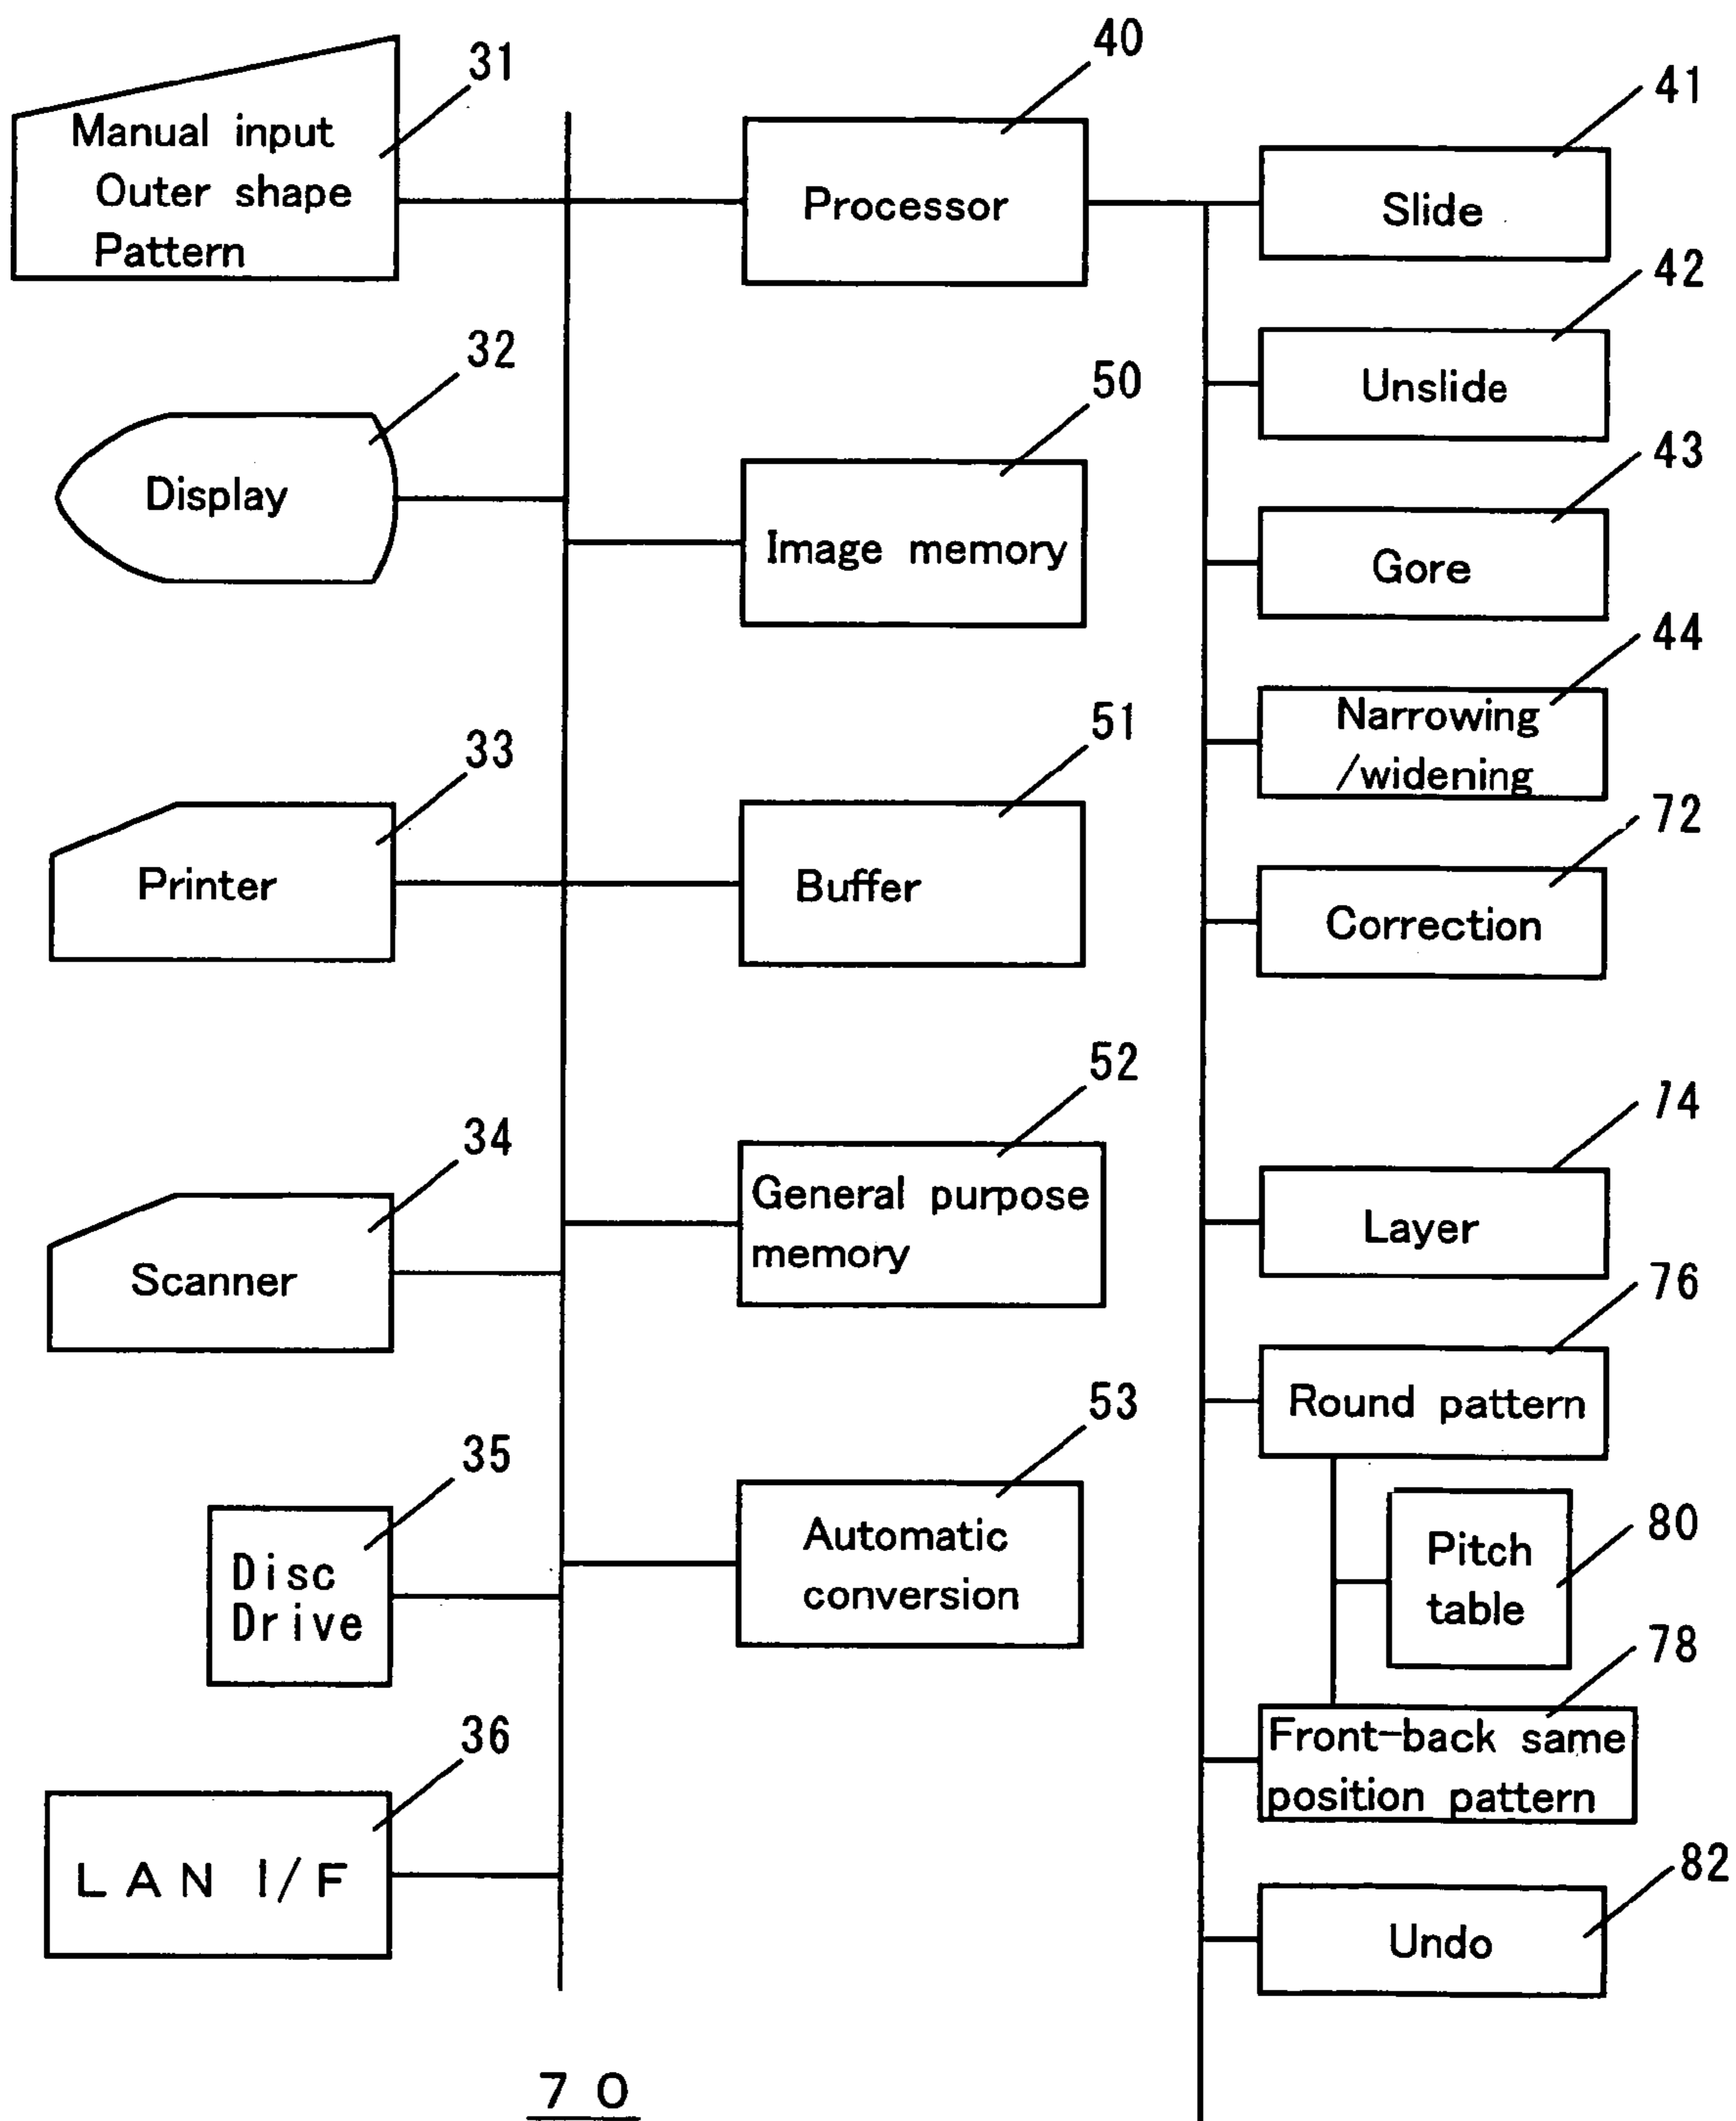 31
Manual input
Outer shape
Pattern
32
Display
33
Printer
34
Scanner
35
Disc
Drive
36
LAN I/F
40
Processor
50
Image memory
51
Buffer
52
General purpose
memory
53
Automatic
conversion
41
Slide
42
Unslide
43
Gore
44
Narrowing
/widening
72
Correction
74
Layer
76
Round pattern
80
Pitch
table
78
Front-back same
position pattern
82
Undo
70